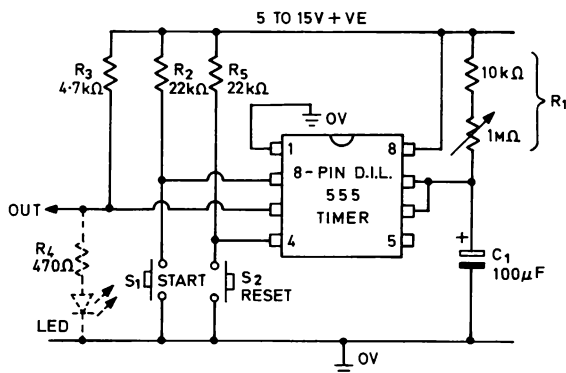 5 TO 15V + VE
R3
4·7kΩ
R2
22kΩ
R5
22kΩ
10kΩ
R1
1MΩ
0V
1
8
8-PIN D.I.L.
555
TIMER
4
5
OUT
R4
470Ω
LED
S1
START
S2
RESET
+
C1
100μF
0V